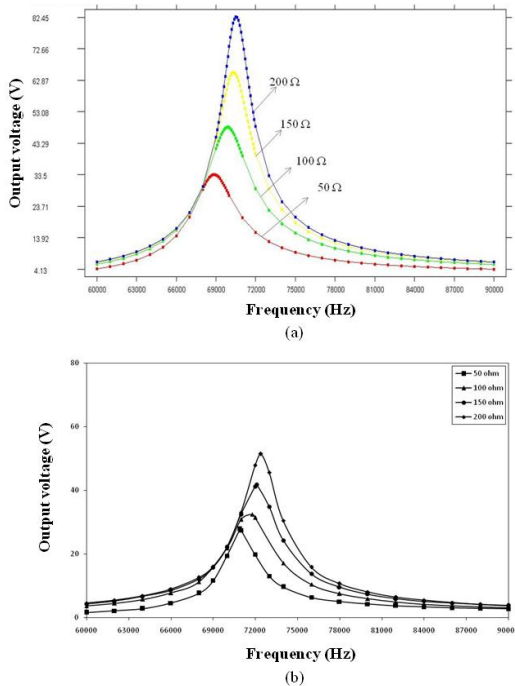 82.45
72.66
62.87
53.08
43.29
33.5
23.71
13.92
4.13
Output voltage (V)
200 Ω
150 Ω
100 Ω
50 Ω
60000 63000 66000 69000 72000 75000 78000 81000 84000 87000 90000
Frequency (Hz)
(a)
80
60
40
20
0
Output voltage (V)
50 ohm
100 ohm
150 ohm
200 ohm
60000 63000 66000 69000 72000 75000 78000 81000 84000 87000 9000
Frequency (Hz)
(b)